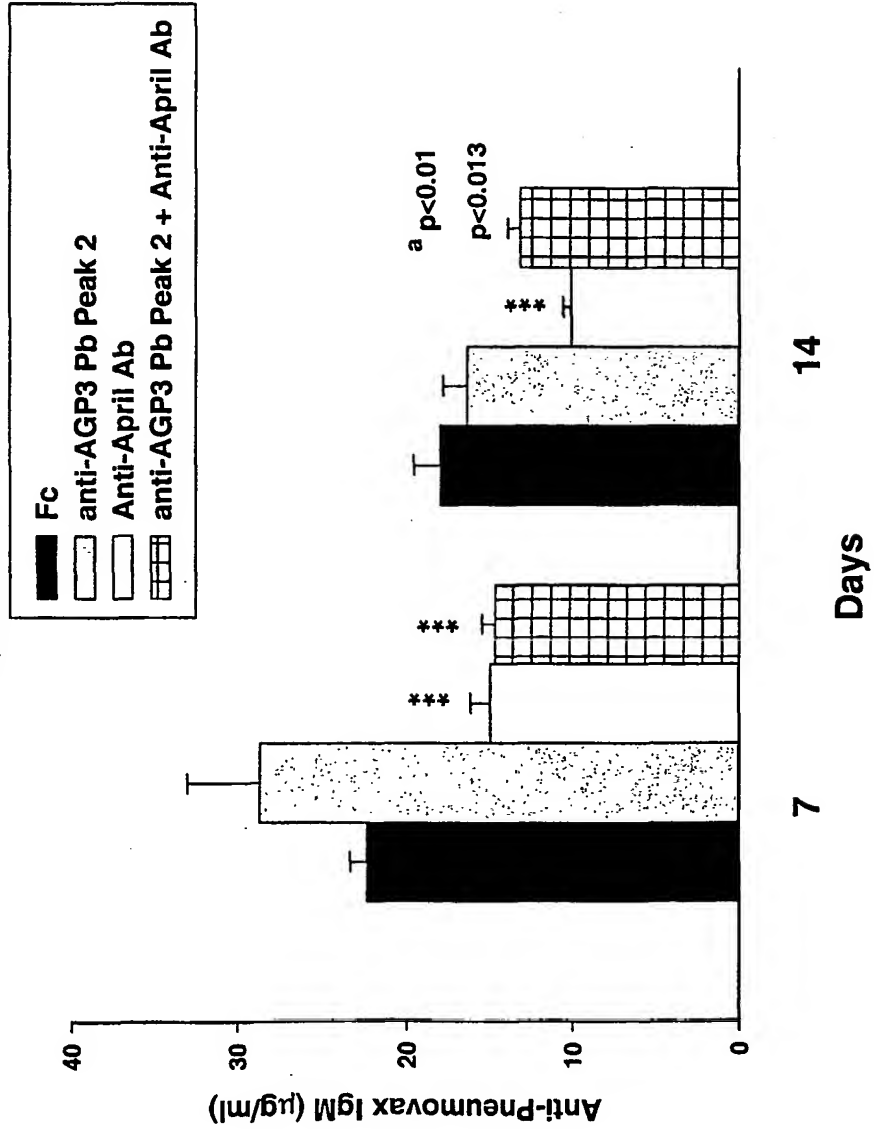 Fc
anti-AGP3 Pb Peak 2
Anti-April Ab
anti-AGP3 Pb Peak 2 + Anti-April Ab
Anti-Pneumovax IgM (μg/ml)
40
30
20
10
0
***
***
***
a p<0.01
p<0.013
7
14
Days